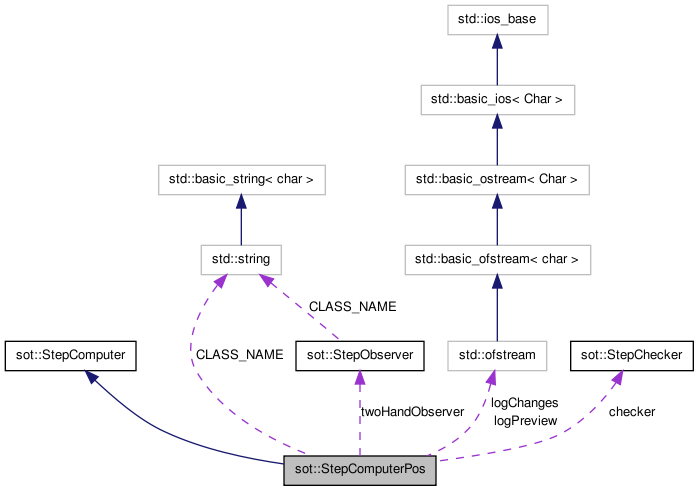 std::ios_base
std::basic_ios< Char >
std::basic_string< char >
std::basic_ostream< Char >
std::string
std::basic_ofstream< char >
CLASS_NAME
sot::StepComputer
CLASS_NAME
sot::StepObserver
std::ofstream
sot::StepChecker
twoHandObserver
logChanges
logPreview
checker
sot::StepComputerPos